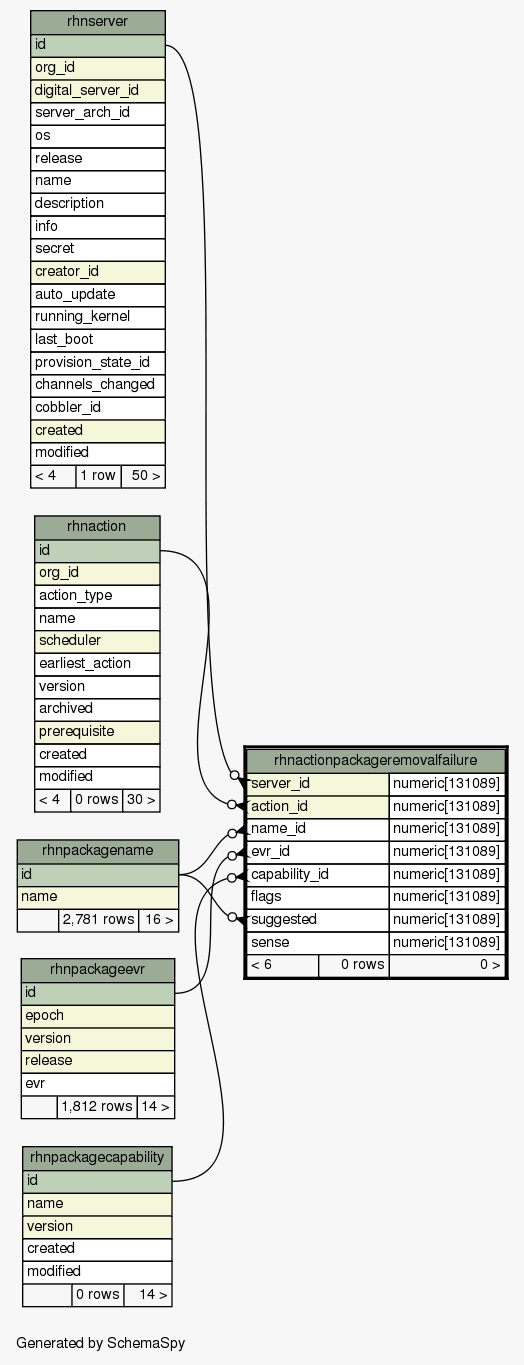 rhnserver
id
org_id
digital_server_id
server_arch_id
os
release
name
description
info
secret
creator_id
auto_update
running_kernel
last_boot
provision_state_id
channels_changed
cobbler_id
created
modified
< 4 1 row 50 >
rhnaction
id
org_id
action_type
name
scheduler
earliest_action
version
archived
prerequisite
created
modified
< 4 0 rows 30 >
rhnpackagename
id
name
2,781 rows 16 >
rhnpackageevr
id
epoch
version
release
evr
1,812 rows 14 >
rhnpackagecapability
id
name
version
created
modified
0 rows 14 >
rhnactionpackageremovalfailure
server_id numeric[131089]
action_id numeric[131089]
name_id numeric[131089]
evr_id numeric[131089]
capability_id numeric[131089]
flags numeric[131089]
suggested numeric[131089]
sense numeric[131089]
< 6 0 rows 0 >
Generated by SchemaSpy